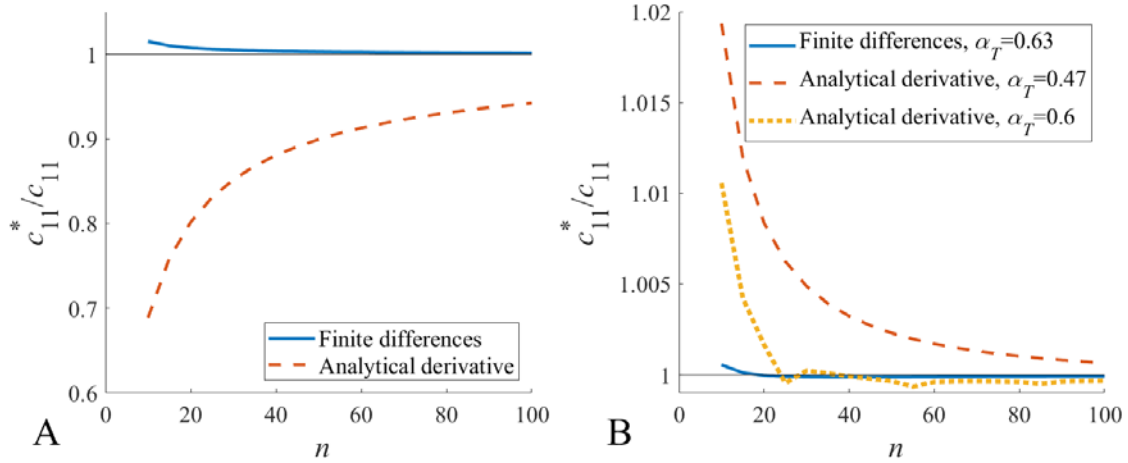 1
0.9
0.8
0.7
0.6
c*11/c11
0
20
40
60
80
100
n
Finite differences
Analytical derivative
A
1.02
1.015
1.01
1.005
1
c*11/c11
0
20
40
60
80
100
n
Finite differences, αT=0.63
Analytical derivative, αT=0.47
Analytical derivative, αT=0.6
B